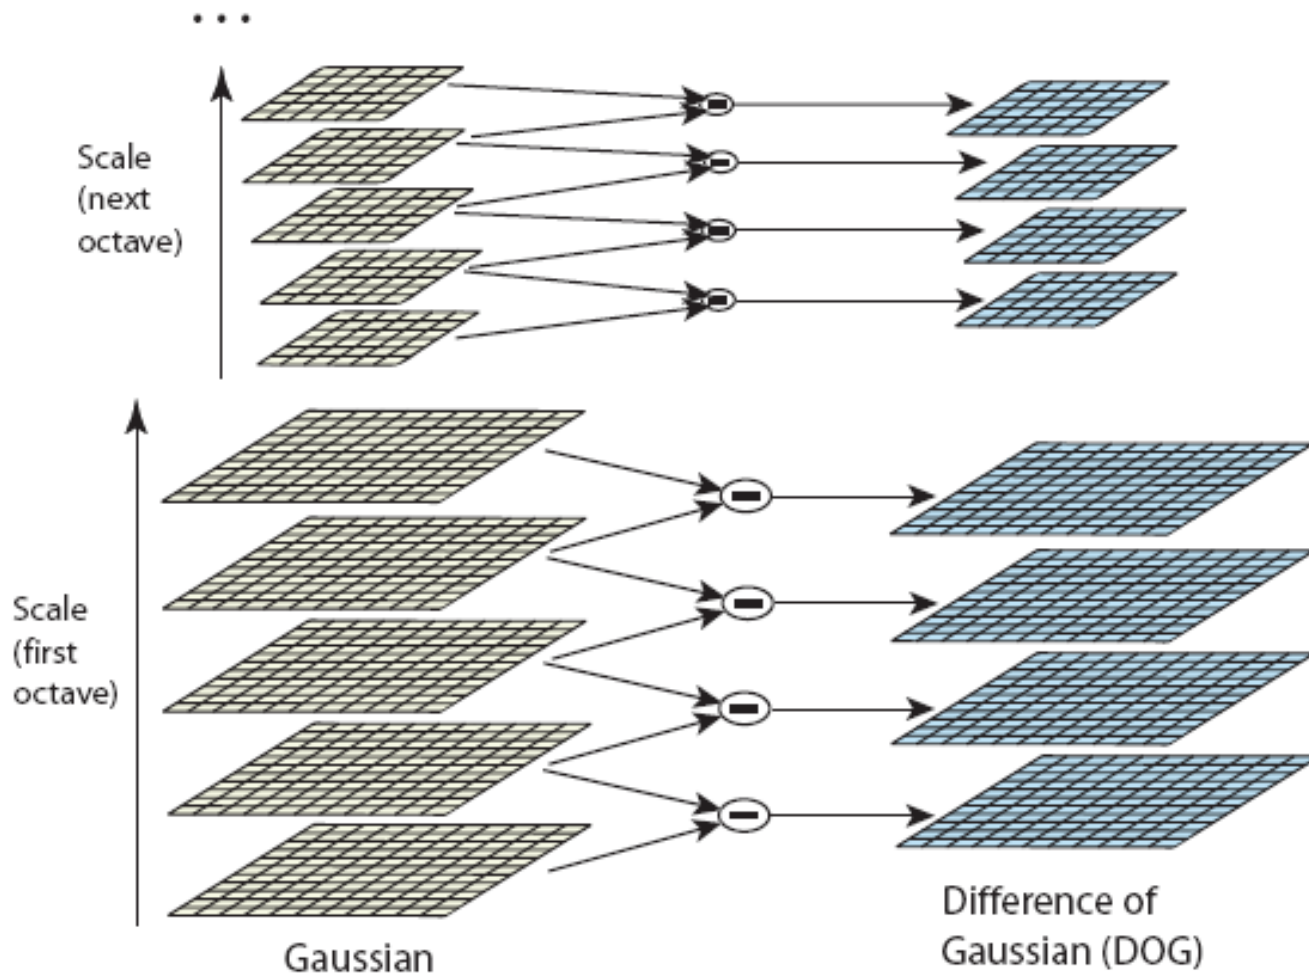 ...
Scale
(next
octave)
Scale
(first
octave)
Gaussian
Difference of
Gaussian (DOG)